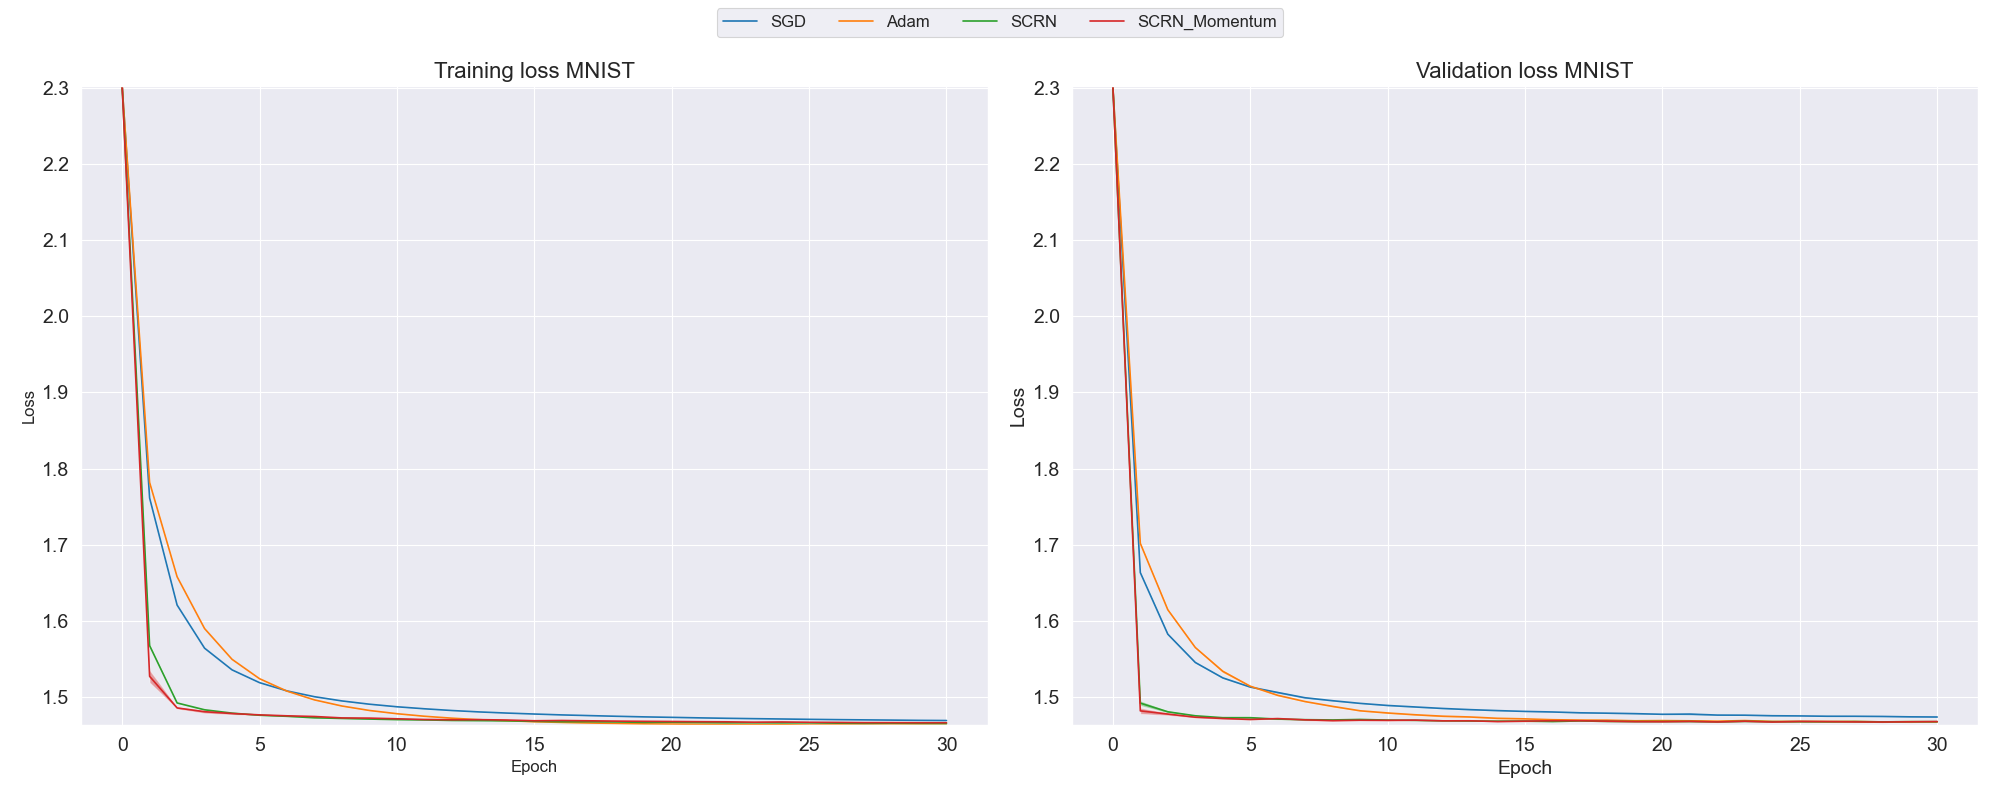 SGD Adam SCRN SCRN_Momentum
Training loss MNIST
2.3
2.2
2.1
2.0
1.9
1.8
1.7
1.6
1.5
Loss
0 5 10 15 20 25 30
Epoch
Validation loss MNIST
2.3
2.2
2.1
2.0
1.9
1.8
1.7
1.6
1.5
Loss
0 5 10 15 20 25 30
Epoch